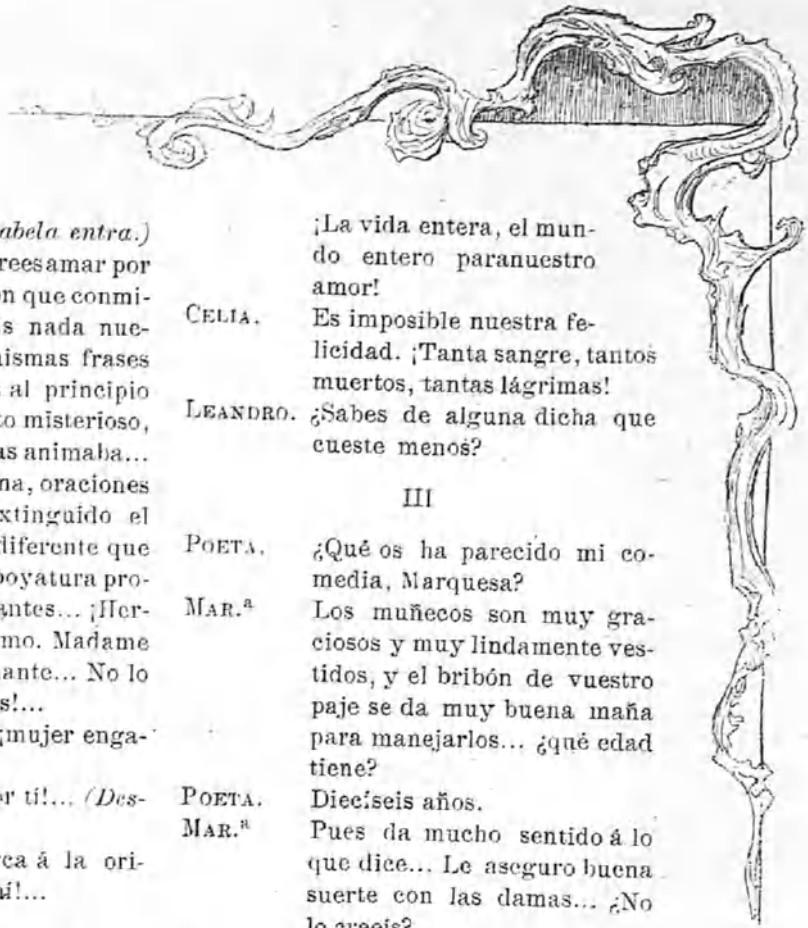 abela entra.)
reesamar por
n que conmi-
s nada nue-
ismas frases
al principio
o misterioso,
as animaba...
na, oraciones
xtinguido el
diferente que
poyatura pro-
antes... ¡Her-
mo. Madame
ante... No lo
s!...
¡mujer enga-
r tí!... (Des-
ca á la ori-
í!...
¡La vida entera, el mun-
do entero paranuestro
amor!
CELIA. Es imposible nuestra fe-
licidad. ¡Tanta sangre, tantos
muertos, tantas lágrimas!
LEANDRO. ¿Sabes de alguna dicha que
cueste menos?
III
POETA. ¿Qué os ha parecido mi co-
media, Marquesa?
MAR.ª Los muñecos son muy gra-
ciosos y muy lindamente ves-
tidos, y el bribón de vuestro
paje se da muy buena maña
para manejarlos... ¿qué edad
tiene?
POETA. Dieciseis años.
MAR.ª Pues da mucho sentido á lo
que dice... Le aseguro buena
suerte con las damas... ¿No
lo creeis?